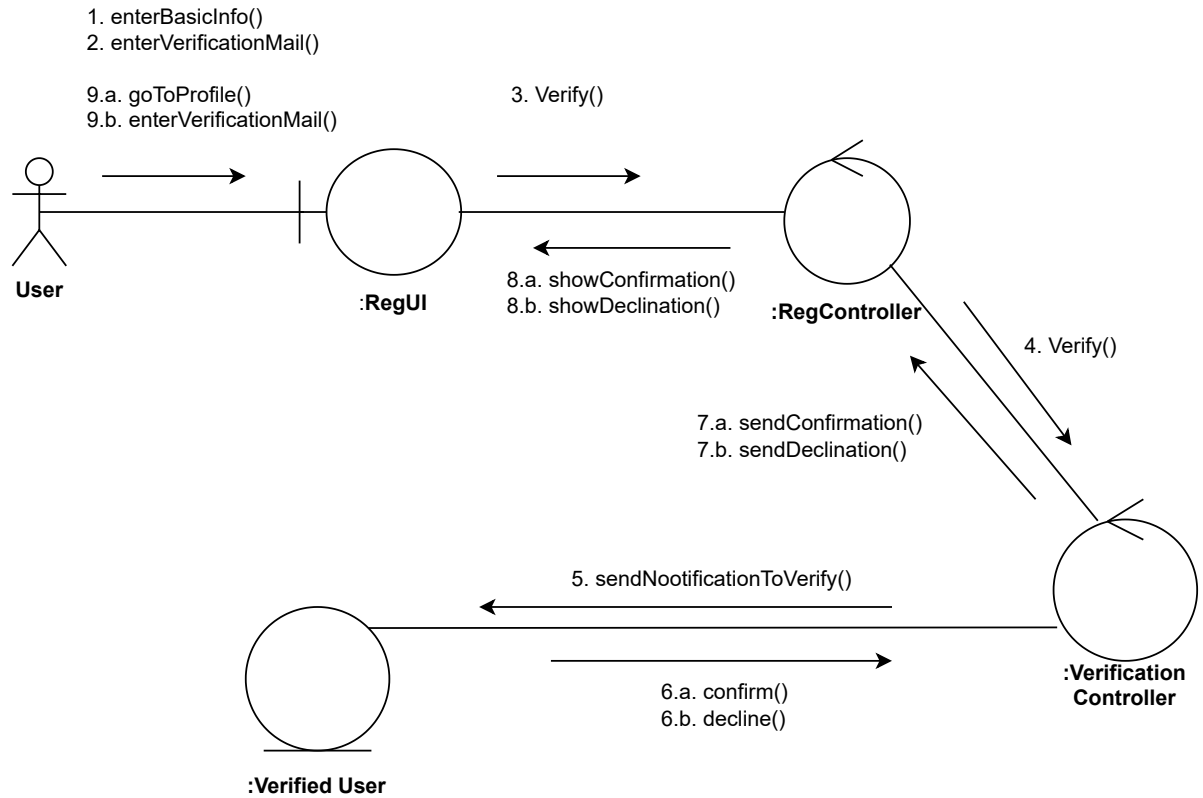 1. enterBasicInfo()
2. enterVerificationMail()
9.a. goToProfile()
9.b. enterVerificationMail()
3. Verify()
User
:RegUI
8.a. showConfirmation()
8.b. showDeclination()
:RegController
4. Verify()
7.a. sendConfirmation()
7.b. sendDeclination()
5. sendNootificationToVerify()
6.a. confirm()
6.b. decline()
:Verification
Controller
:Verified User